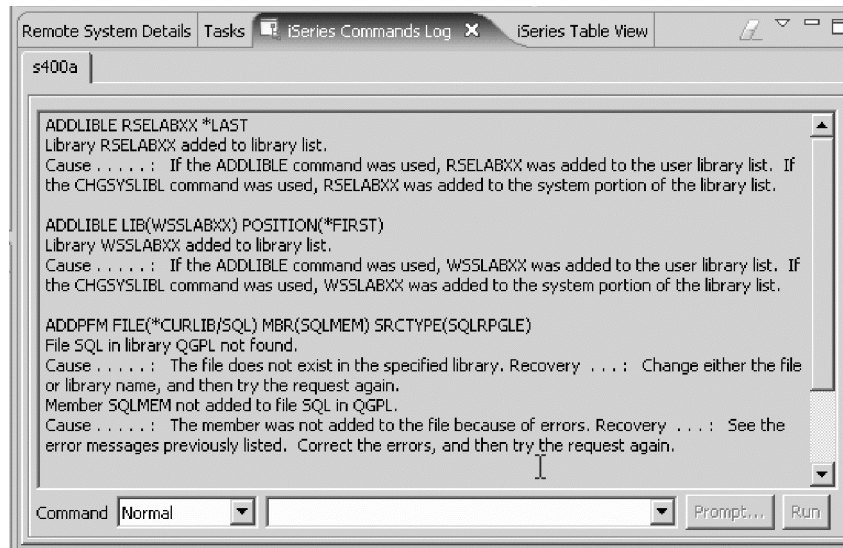 Remote System Details Tasks iSeries Commands Log iSeries Table View
s400a
ADDLIBLE RSELABXX *LAST
Library RSELABXX added to library list.
Cause . . . . . : If the ADDLIBLE command was used, RSELABXX was added to the user library list. If
the CHGSYSLIBL command was used, RSELABXX was added to the system portion of the library list.
ADDLIBLE LIB(WSSLABXX) POSITION(*FIRST)
Library WSSLABXX added to library list.
Cause . . . . . : If the ADDLIBLE command was used, WSSLABXX was added to the user library list. If
the CHGSYSLIBL command was used, WSSLABXX was added to the system portion of the library list.
ADDPFM FILE(*CURLIB/SQL) MBR(SQLMEM) SRCTYPE(SQLRPGLE)
File SQL in library QGPL not found.
Cause . . . . . : The file does not exist in the specified library. Recovery . . . : Change either the file
or library name, and then try the request again.
Member SQLMEM not added to file SQL in QGPL.
Cause . . . . . : The member was not added to the file because of errors. Recovery . . . : See the
error messages previously listed. Correct the errors, and then try the request again.
Command Normal Prompt... Run